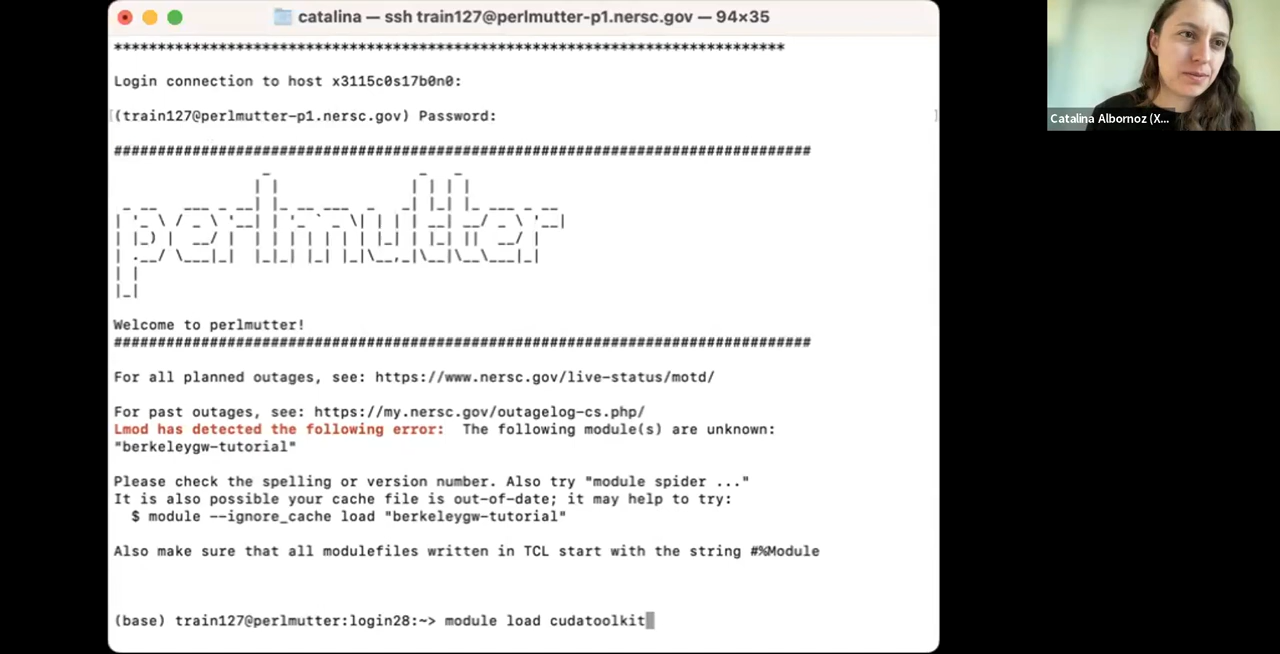 catalina — ssh train127@perlmutter-p1.nersc.gov — 94×35
*****************************************************************************
Login connection to host x3115c0s17b0n0:
(train127@perlmutter-p1.nersc.gov) Password:
################################################################################
perlmutter
Welcome to perlmutter!
################################################################################
For all planned outages, see: https://www.nersc.gov/live-status/motd/
For past outages, see: https://my.nersc.gov/outagelog-cs.php/
Lmod has detected the following error:  The following module(s) are unknown:
"berkeleygw-tutorial"
Please check the spelling or version number. Also try "module spider ..."
It is also possible your cache file is out-of-date; it may help to try:
$ module --ignore_cache load "berkeleygw-tutorial"
Also make sure that all modulefiles written in TCL start with the string #%Module
(base) train127@perlmutter:login28:~> module load cudatoolkit
Catalina Albornoz (X...